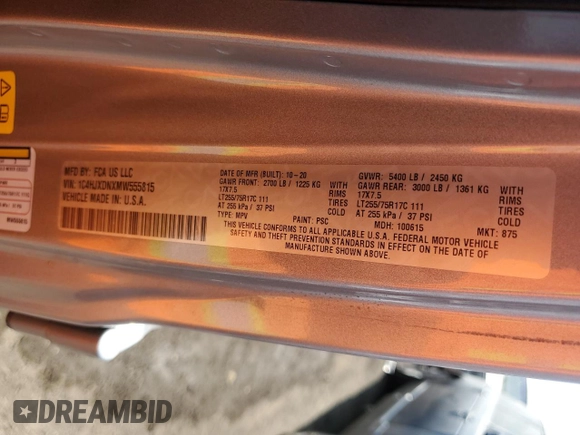 MFD. BY: FCA US LLC
VIN: 1C4HJXDNXMW555815
VEHICLE MADE IN: U.S.A.
DATE OF MFR (BUILT): 10-20
GAWR FRONT: 2700 LB / 1225 KG
17X7.5
LT255/75R17C 111
AT 255 kPa / 37 PSI
TYPE: MPV
WITH
RIMS
TIRES
COLD
GVWR: 5400 LB / 2450 KG
GAWR REAR: 3000 LB / 1361 KG
17X7.5
LT255/75R17C 111
AT 255 kPa / 37 PSI
WITH
RIMS
TIRES
COLD
PAINT: PSC
MDH: 100615
MKT: 875
THIS VEHICLE CONFORMS TO ALL APPLICABLE U.S.A. FEDERAL MOTOR VEHICLE
SAFETY AND THEFT PREVENTION STANDARDS IN EFFECT ON THE DATE OF
MANUFACTURE SHOWN ABOVE.
DREAMBID